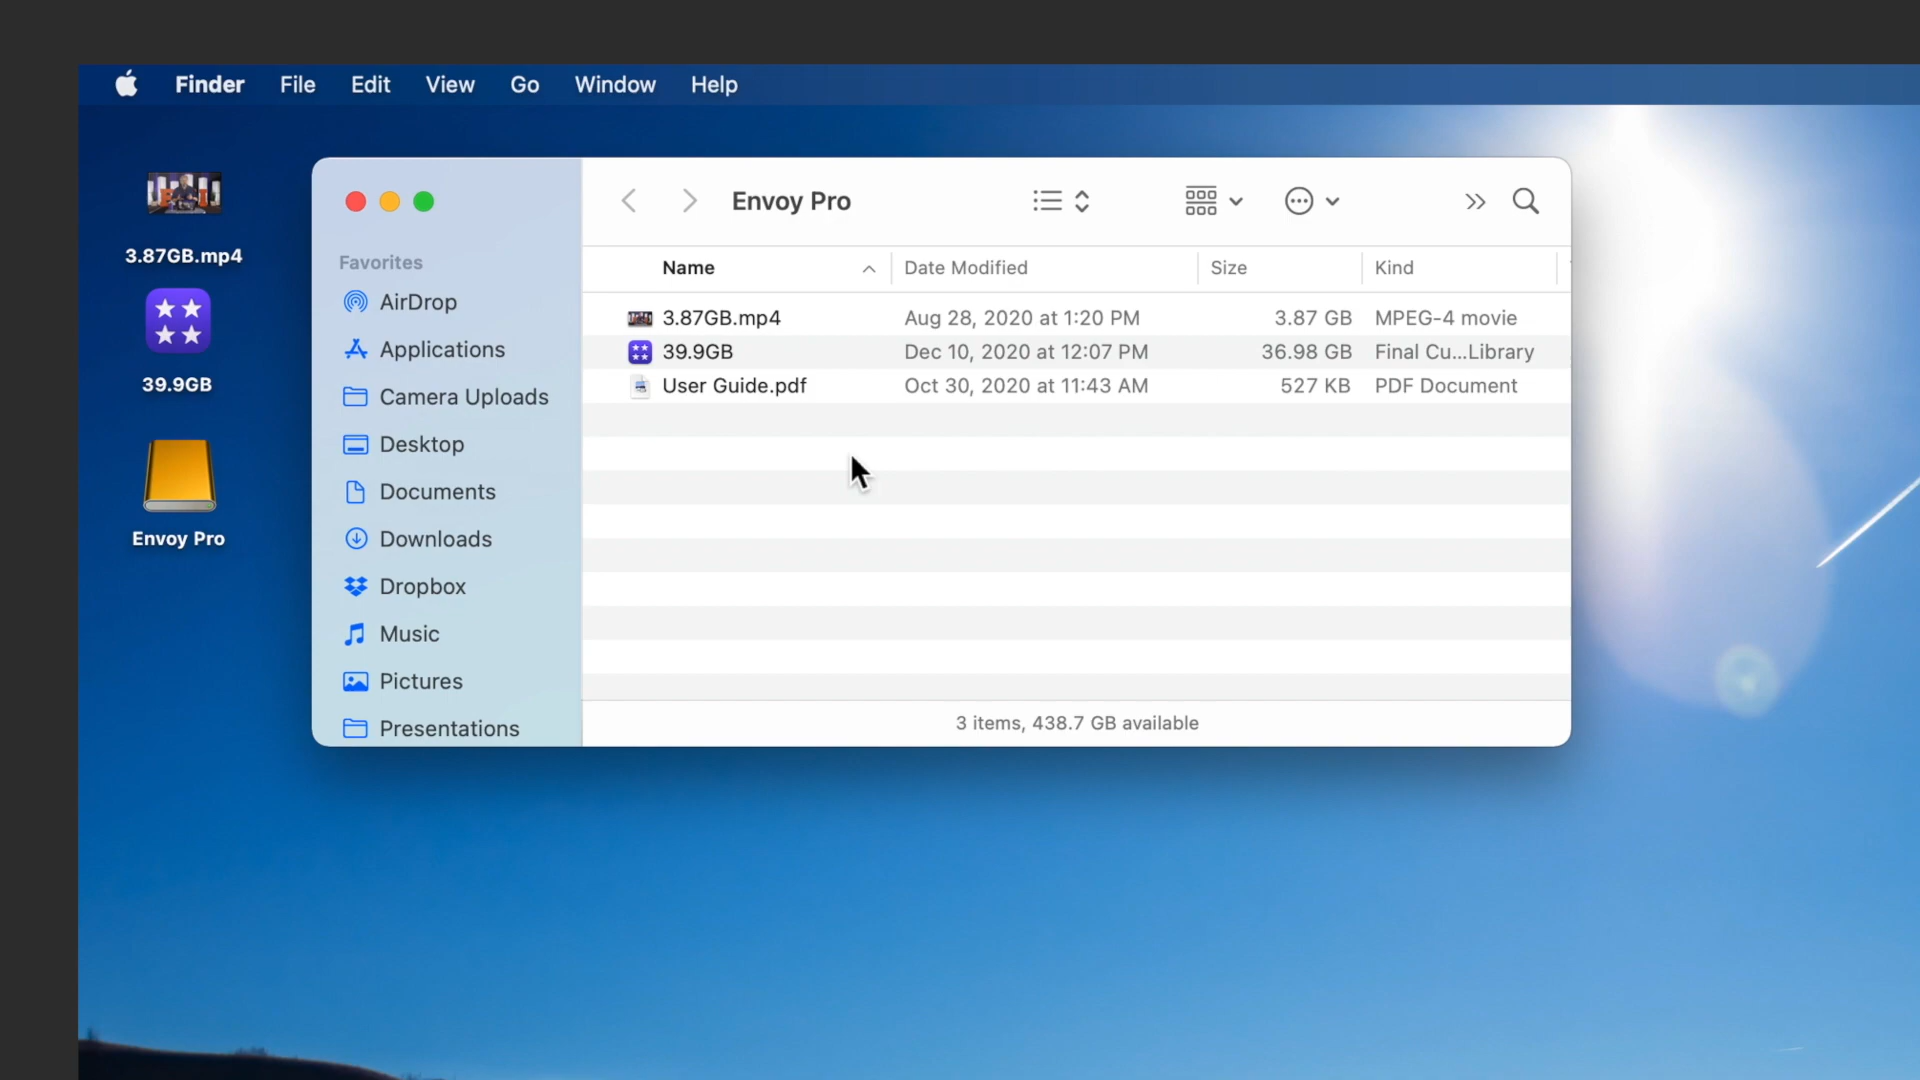 Finder File Edit View Go Window Help
3.87GB.mp4
39.9GB
Envoy Pro
Favorites
AirDrop
Applications
Camera Uploads
Desktop
Documents
Downloads
Dropbox
Music
Pictures
Presentations
Envoy Pro
Name Date Modified Size Kind
3.87GB.mp4 Aug 28, 2020 at 1:20 PM 3.87 GB MPEG-4 movie
39.9GB Dec 10, 2020 at 12:07 PM 36.98 GB Final Cu...Library
User Guide.pdf Oct 30, 2020 at 11:43 AM 527 KB PDF Document
3 items, 438.7 GB available